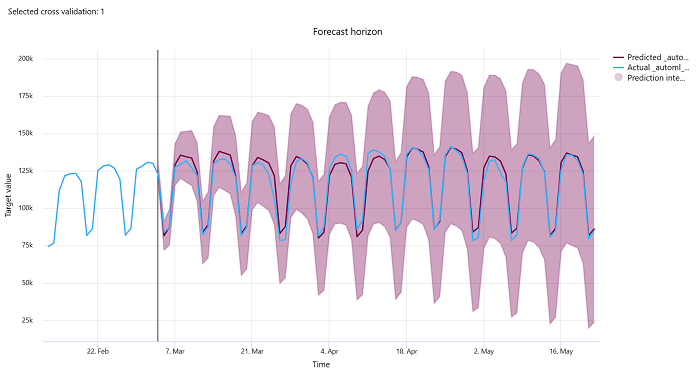 Selected cross validation: 1
Forecast horizon
200k
175k
150k
125k
100k
75k
50k
25k
Target value
22. Feb
7. Mar
21. Mar
4. Apr
18. Apr
2. May
16. May
Time
Predicted _auto...
Actual _automl_...
Prediction inte...